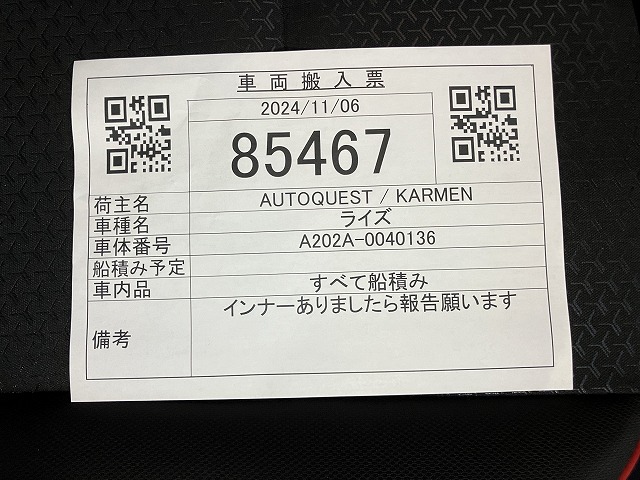 車両搬入票
2024/11/06
85467
荷主名 AUTOQUEST / KARMEN
車種名 ライズ
車体番号 A202A-0040136
船積み予定
車内品 すべて船積み
備考 インナーありましたら報告願います